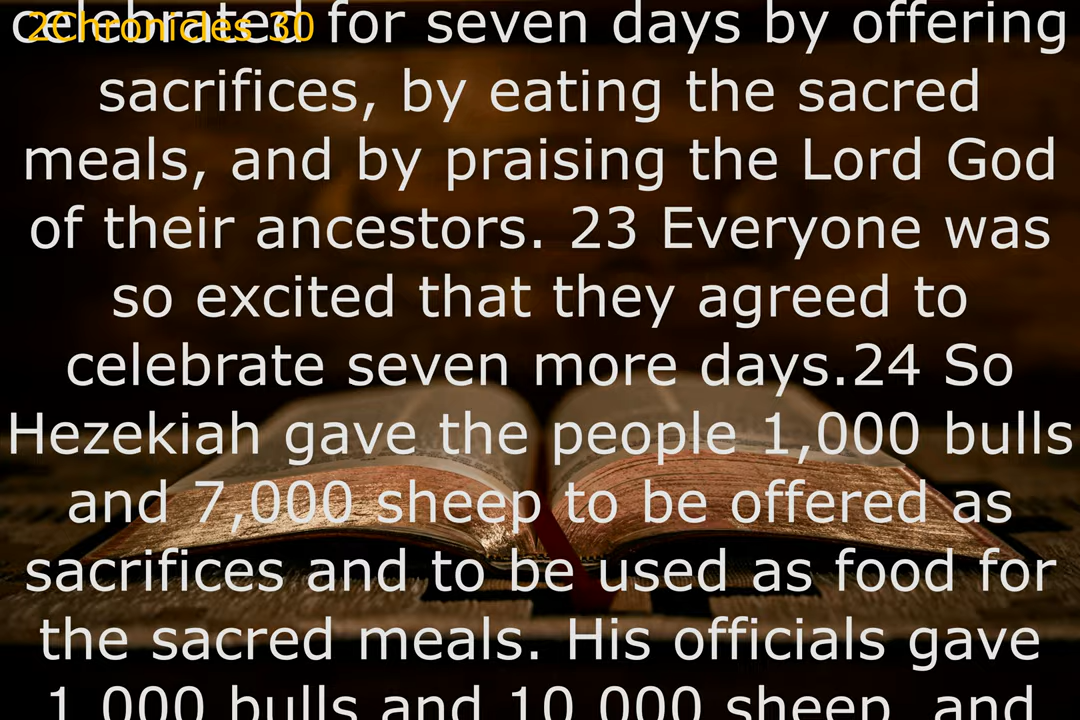 2Chronicles 30
celebrated for seven days by offering
sacrifices, by eating the sacred
meals, and by praising the Lord God
of their ancestors. 23 Everyone was
so excited that they agreed to
celebrate seven more days.24 So
Hezekiah gave the people 1,000 bulls
and 7,000 sheep to be offered as
sacrifices and to be used as food for
the sacred meals. His officials gave
1,000 bulls and 10,000 sheep, and